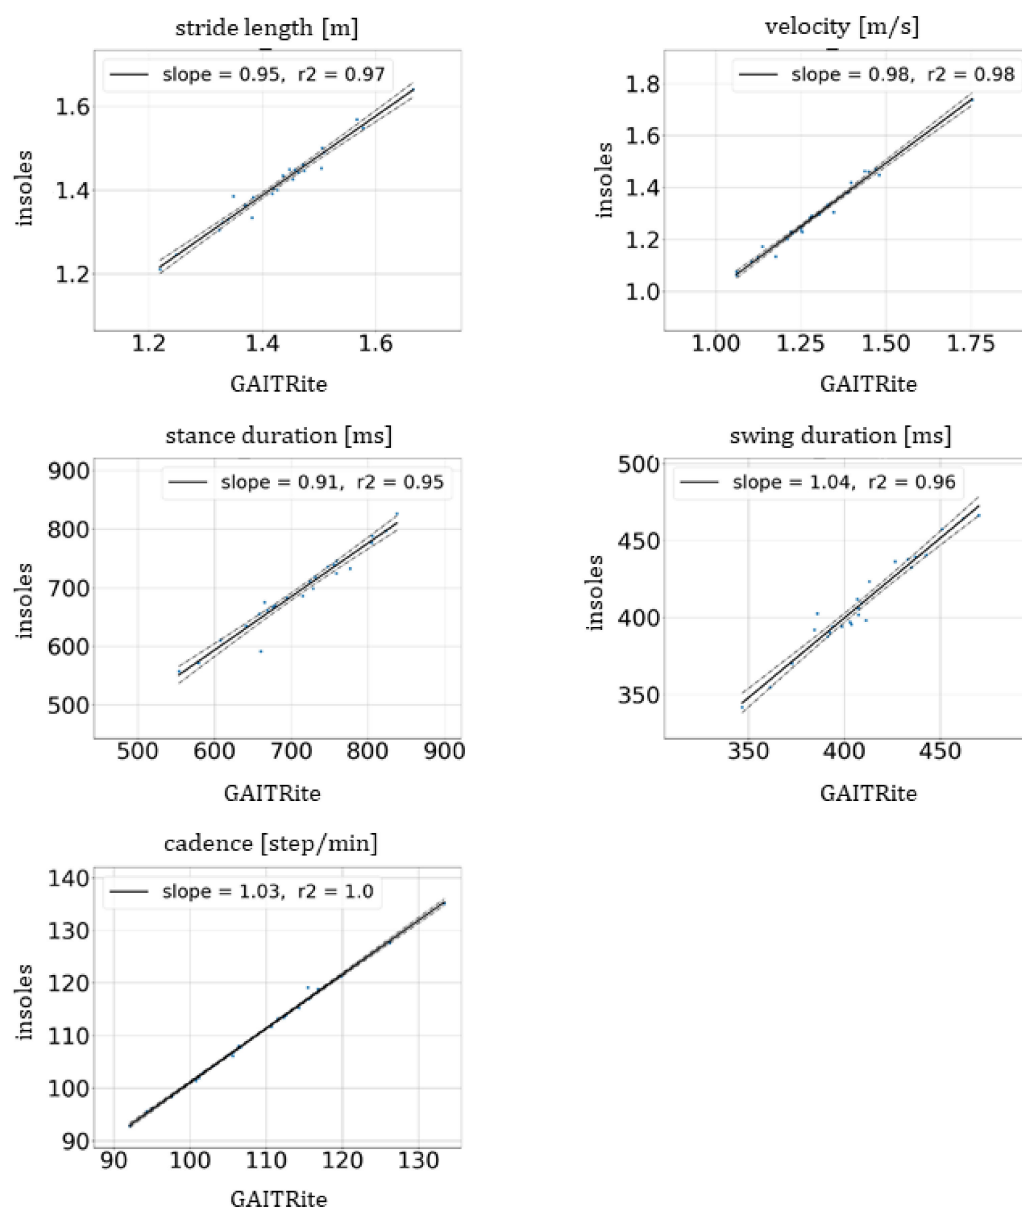 stride length [m]
slope = 0.95, r2 = 0.97
1.6
1.4
1.2
insoles
1.2 1.4 1.6
GAITRite
velocity [m/s]
slope = 0.98, r2 = 0.98
1.8
1.6
1.4
1.2
1.0
insoles
1.00 1.25 1.50 1.75
GAITRite
stance duration [ms]
slope = 0.91, r2 = 0.95
900
800
700
600
500
insoles
500 600 700 800 900
GAITRite
swing duration [ms]
slope = 1.04, r2 = 0.96
500
450
400
350
insoles
350 400 450
GAITRite
cadence [step/min]
slope = 1.03, r2 = 1.0
140
130
120
110
100
90
insoles
90 100 110 120 130
GAITRite